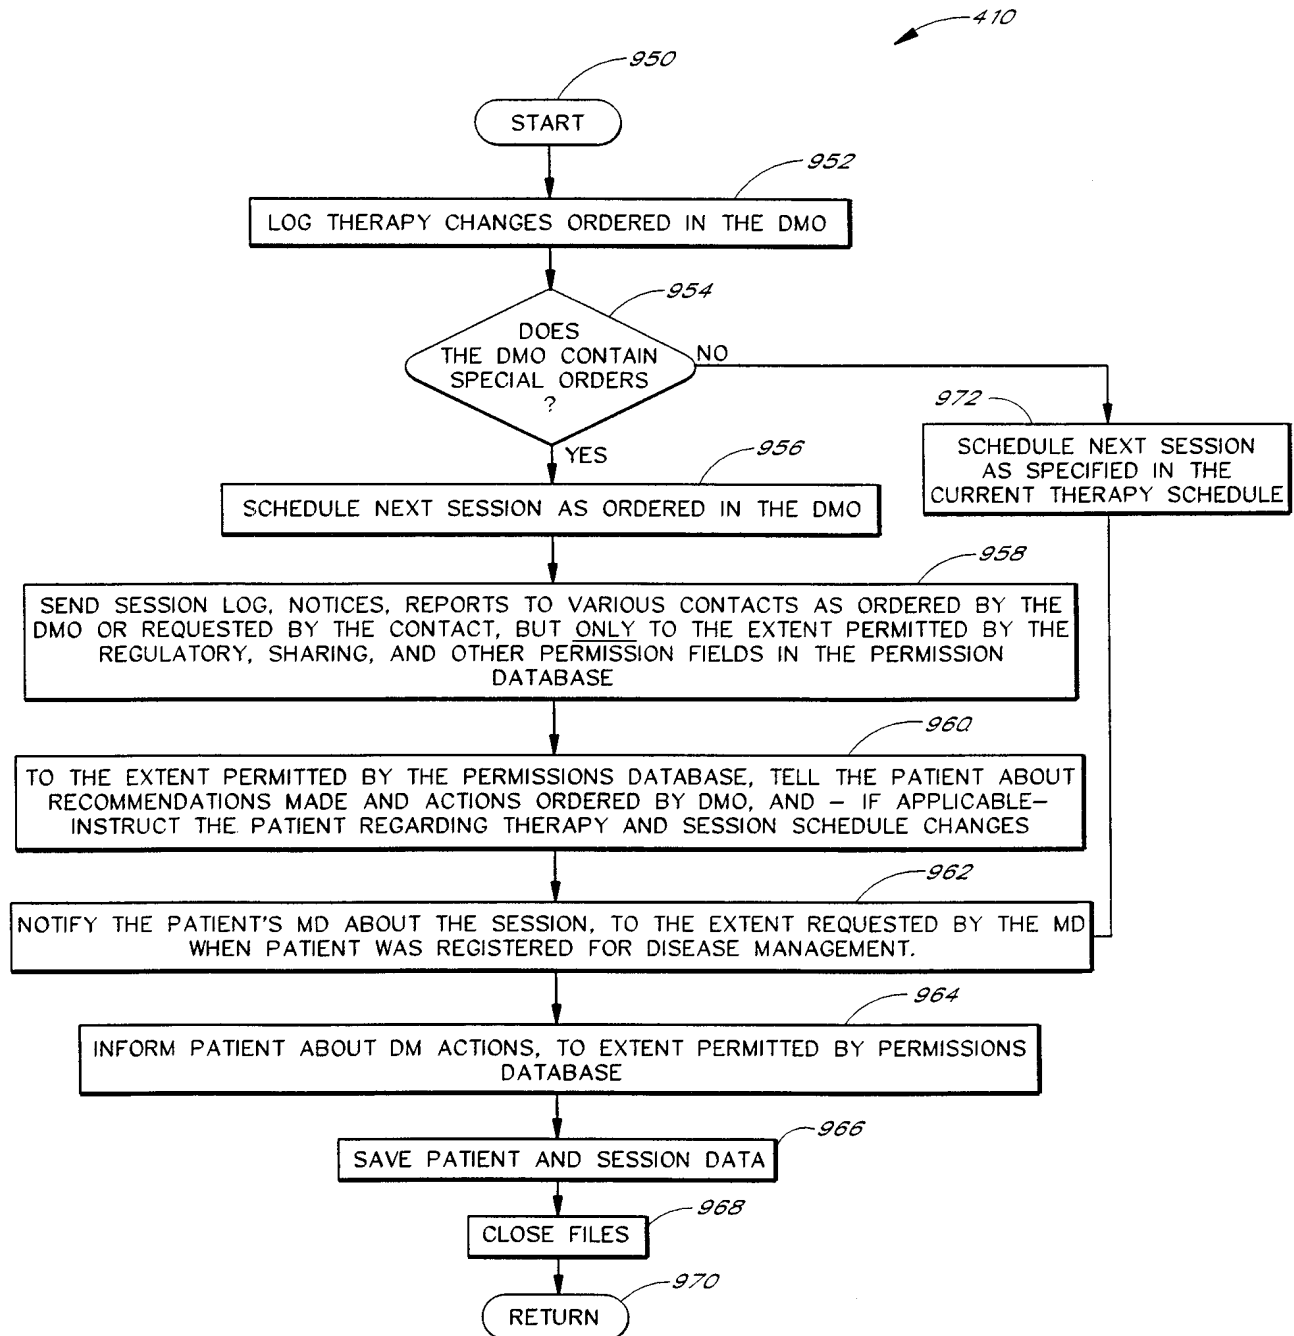 410
950
START
952
LOG THERAPY CHANGES ORDERED IN THE DMO
954
DOES
THE DMO CONTAIN
SPECIAL ORDERS
?
NO
YES
972
SCHEDULE NEXT SESSION
AS SPECIFIED IN THE
CURRENT THERAPY SCHEDULE
956
SCHEDULE NEXT SESSION AS ORDERED IN THE DMO
958
SEND SESSION LOG, NOTICES, REPORTS TO VARIOUS CONTACTS AS ORDERED BY THE
DMO OR REQUESTED BY THE CONTACT, BUT ONLY TO THE EXTENT PERMITTED BY THE
REGULATORY, SHARING, AND OTHER PERMISSION FIELDS IN THE PERMISSION
DATABASE
960
TO THE EXTENT PERMITTED BY THE PERMISSIONS DATABASE, TELL THE PATIENT ABOUT
RECOMMENDATIONS MADE AND ACTIONS ORDERED BY DMO, AND – IF APPLICABLE–
INSTRUCT THE PATIENT REGARDING THERAPY AND SESSION SCHEDULE CHANGES
962
NOTIFY THE PATIENT'S MD ABOUT THE SESSION, TO THE EXTENT REQUESTED BY THE MD
WHEN PATIENT WAS REGISTERED FOR DISEASE MANAGEMENT.
964
INFORM PATIENT ABOUT DM ACTIONS, TO EXTENT PERMITTED BY PERMISSIONS
DATABASE
966
SAVE PATIENT AND SESSION DATA
968
CLOSE FILES
970
RETURN